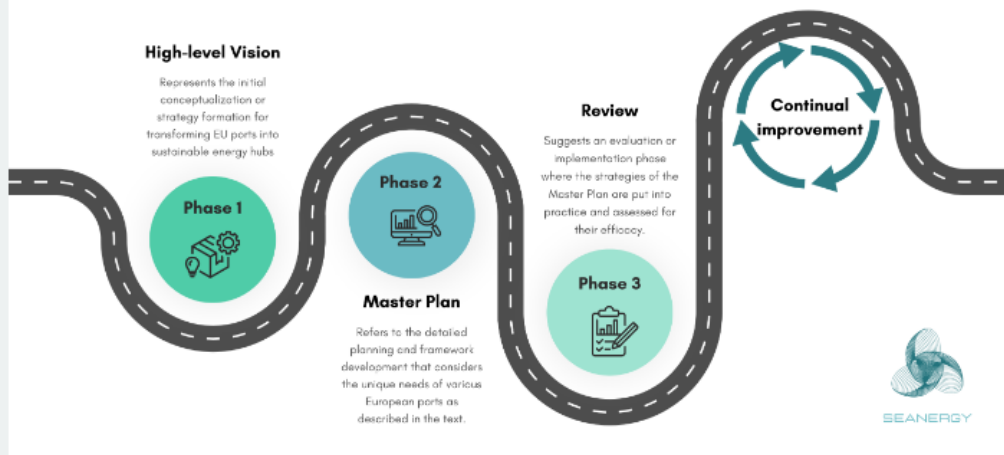 High-level Vision
Represents the initial
conceptualization or
strategy formation for
transforming EU ports into
sustainable energy hubs
Phase 1
Phase 2
Master Plan
Refers to the detailed
planning and framework
development that considers
the unique needs of various
European ports as
described in the text.
Review
Suggests an evaluation or
implementation phase
where the strategies of the
Master Plan are put into
practice and assessed for
their efficacy.
Phase 3
Continual
improvement
SEANERGY